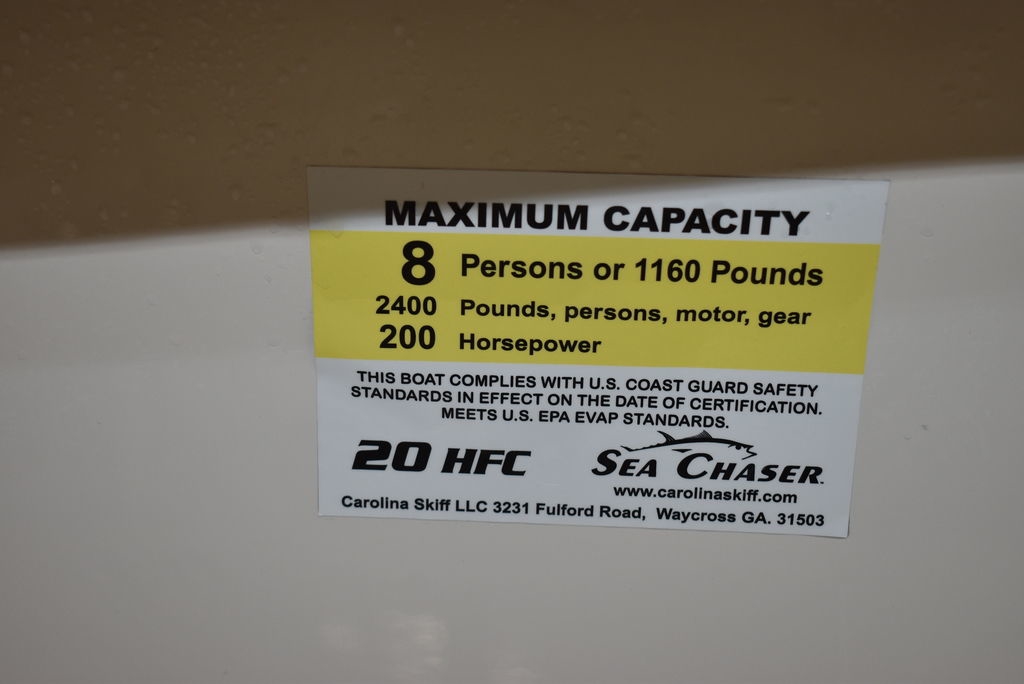 MAXIMUM CAPACITY
8 Persons or 1160 Pounds
2400 Pounds, persons, motor, gear
200 Horsepower
THIS BOAT COMPLIES WITH U.S. COAST GUARD SAFETY
STANDARDS IN EFFECT ON THE DATE OF CERTIFICATION.
MEETS U.S. EPA EVAP STANDARDS.
20 HFC SEA CHASER
www.carolinaskiff.com
Carolina Skiff LLC 3231 Fulford Road, Waycross GA. 31503